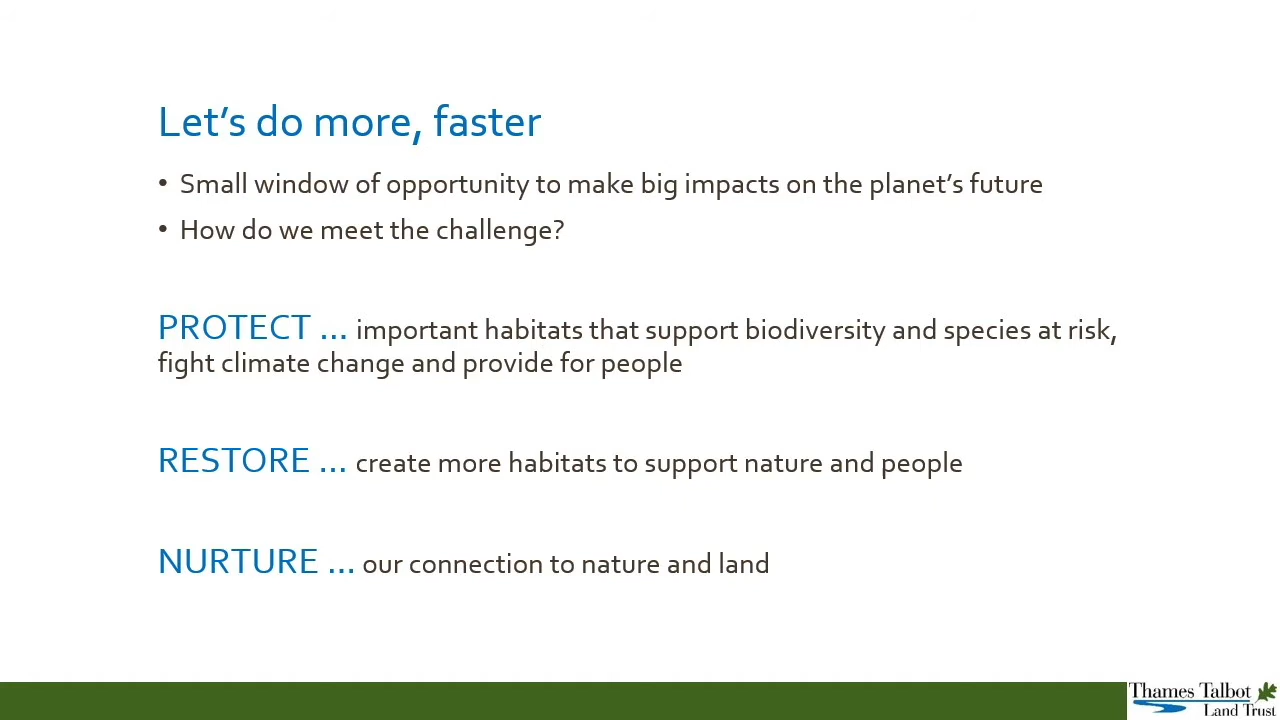 Let’s do more, faster
• Small window of opportunity to make big impacts on the planet’s future
• How do we meet the challenge?
PROTECT ... important habitats that support biodiversity and species at risk,
fight climate change and provide for people
RESTORE ... create more habitats to support nature and people
NURTURE ... our connection to nature and land
Thames Talbot
Land Trust